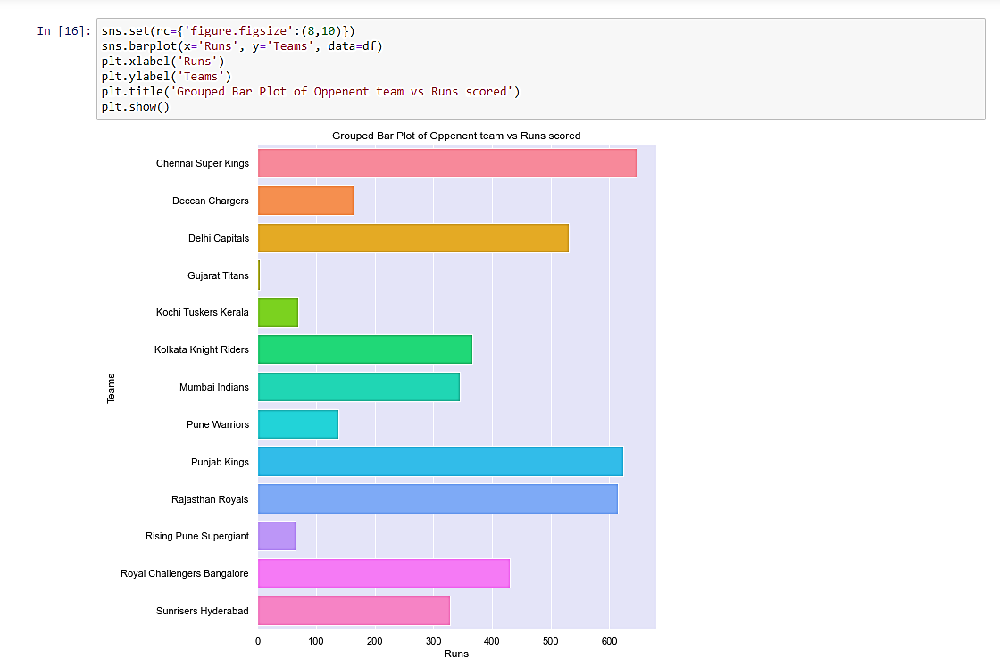 In [16]:
sns.set(rc={'figure.figsize':(8,10)})
sns.barplot(x='Runs', y='Teams', data=df)
plt.xlabel('Runs')
plt.ylabel('Teams')
plt.title('Grouped Bar Plot of Oppenent team vs Runs scored')
plt.show()
Grouped Bar Plot of Oppenent team vs Runs scored
Chennai Super Kings
Deccan Chargers
Delhi Capitals
Gujarat Titans
Kochi Tuskers Kerala
Kolkata Knight Riders
Teams
Mumbai Indians
Pune Warriors
Punjab Kings
Rajasthan Royals
Rising Pune Supergiant
Royal Challengers Bangalore
Sunrisers Hyderabad
0 100 200 300 400 500 600
Runs